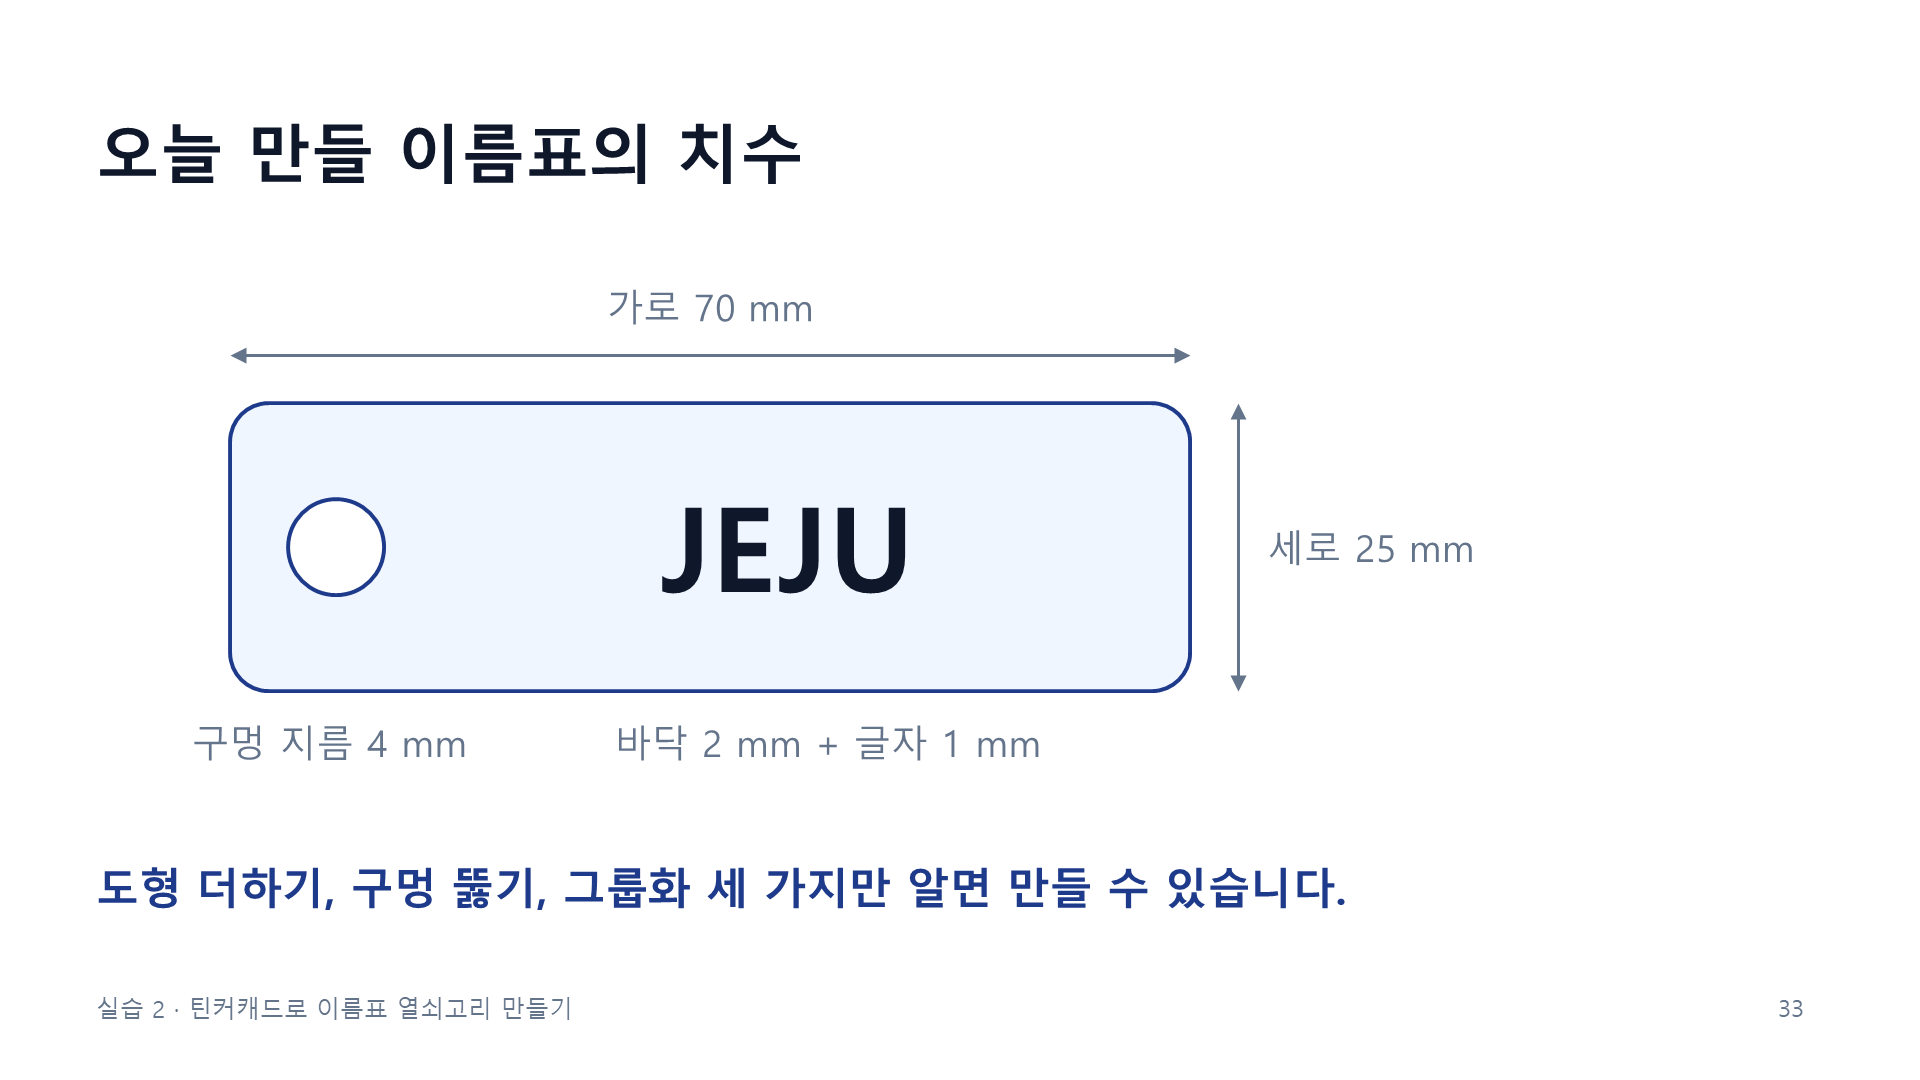 오늘 만들 이름표의 치수
가로 70 mm
JEJU
세로 25 mm
구멍 지름 4 mm
바닥 2 mm + 글자 1 mm
도형 더하기, 구멍 뚫기, 그룹화 세 가지만 알면 만들 수 있습니다.
실습 2 · 틴커캐드로 이름표 열쇠고리 만들기
33